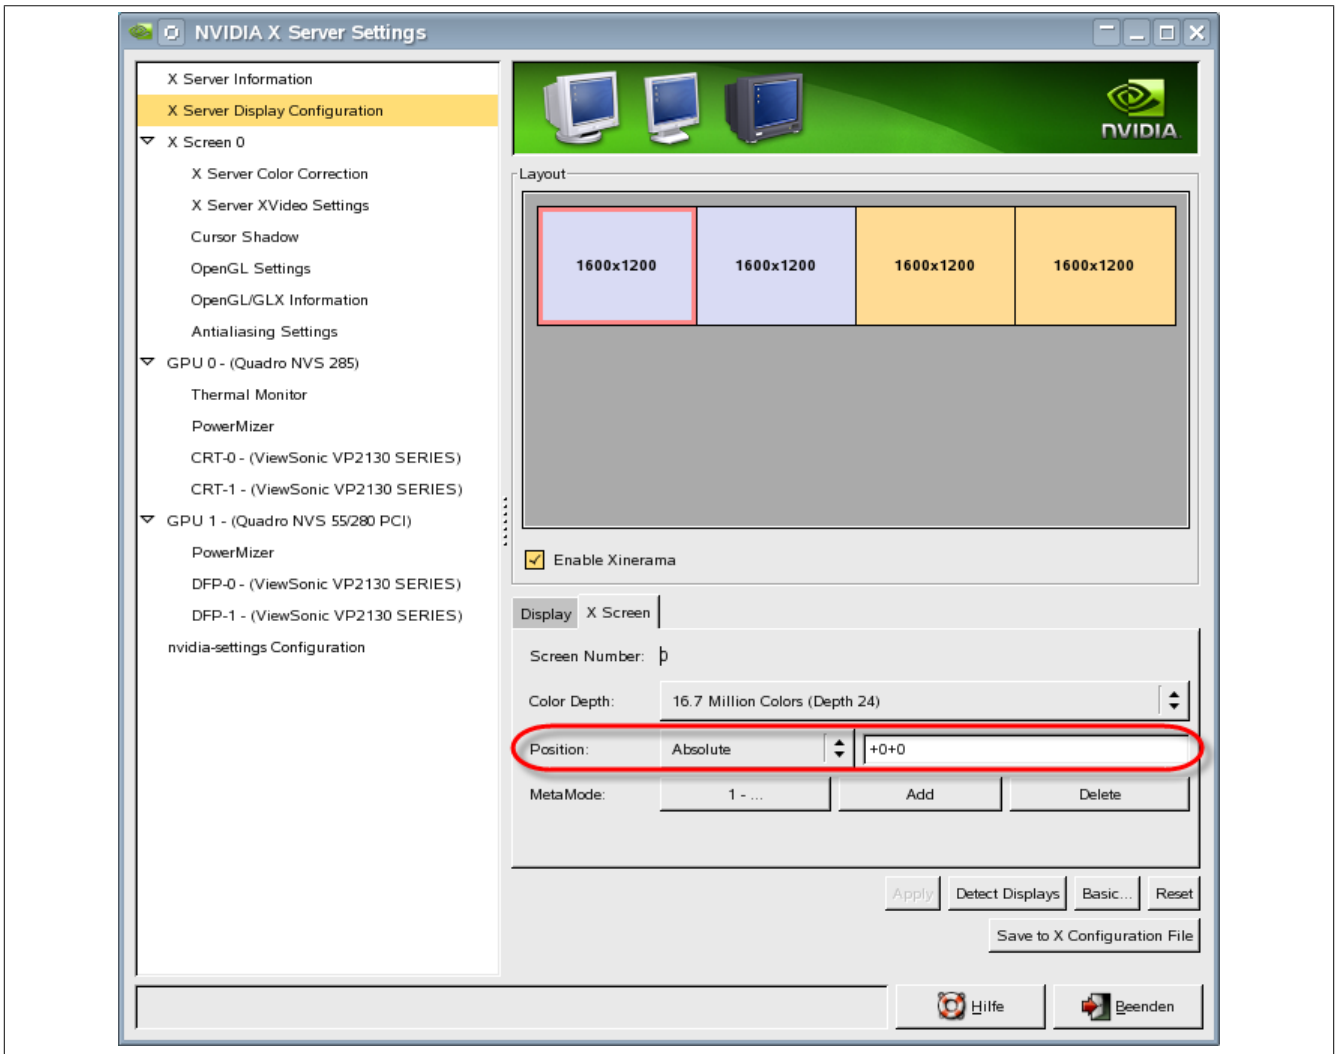 NVIDIA X Server Settings
X Server Information
X Server Display Configuration
X Screen 0
X Server Color Correction
X Server XVideo Settings
Cursor Shadow
OpenGL Settings
OpenGL/GLX Information
Antialiasing Settings
GPU 0 - (Quadro NVS 285)
Thermal Monitor
PowerMizer
CRT-0 - (ViewSonic VP2130 SERIES)
CRT-1 - (ViewSonic VP2130 SERIES)
GPU 1 - (Quadro NVS 55/280 PCI)
PowerMizer
DFP-0 - (ViewSonic VP2130 SERIES)
DFP-1 - (ViewSonic VP2130 SERIES)
nvidia-settings Configuration
NVIDIA.
Layout
1600x1200 1600x1200 1600x1200 1600x1200
Enable Xinerama
Display X Screen
Screen Number: 0
Color Depth: 16.7 Million Colors (Depth 24)
Position: Absolute +0+0
MetaMode: 1 - ... Add Delete
Apply Detect Displays Basic... Reset
Save to X Configuration File
Hilfe Beenden